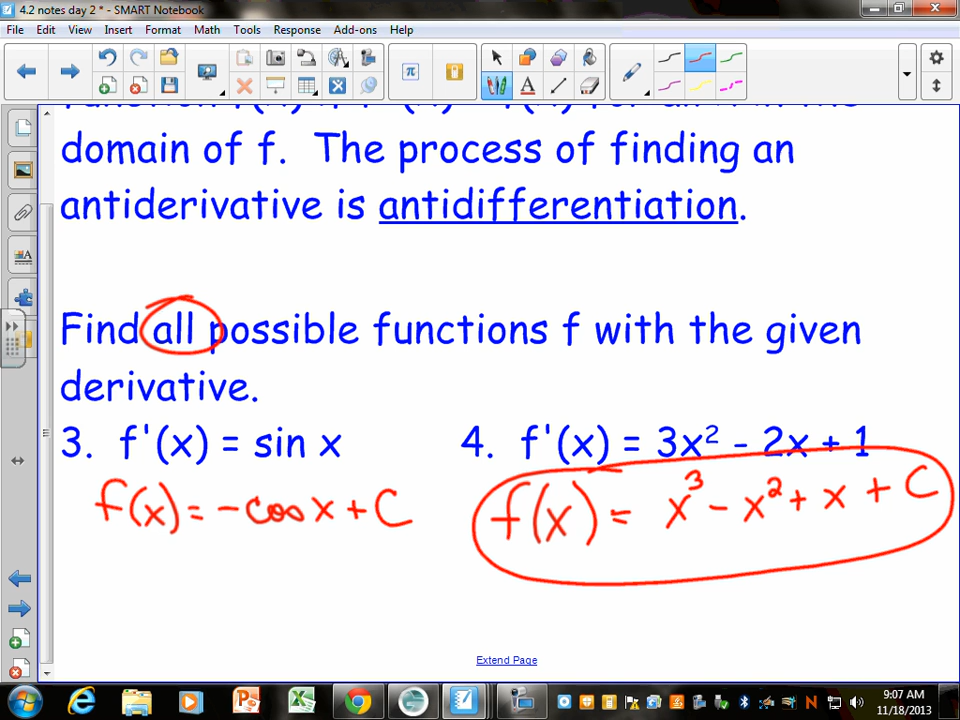 4.2 notes day 2 * - SMART Notebook
File Edit View Insert Format Math Tools Response Add-ons Help
domain of f. The process of finding an
antiderivative is antidifferentiation.
Find all possible functions f with the given
derivative.
3. f'(x) = sin x 4. f'(x) = 3x² - 2x + 1
f(x) = -cos x + C f(x) = x³ - x² + x + C
Extend Page
9:07 AM
11/18/2013